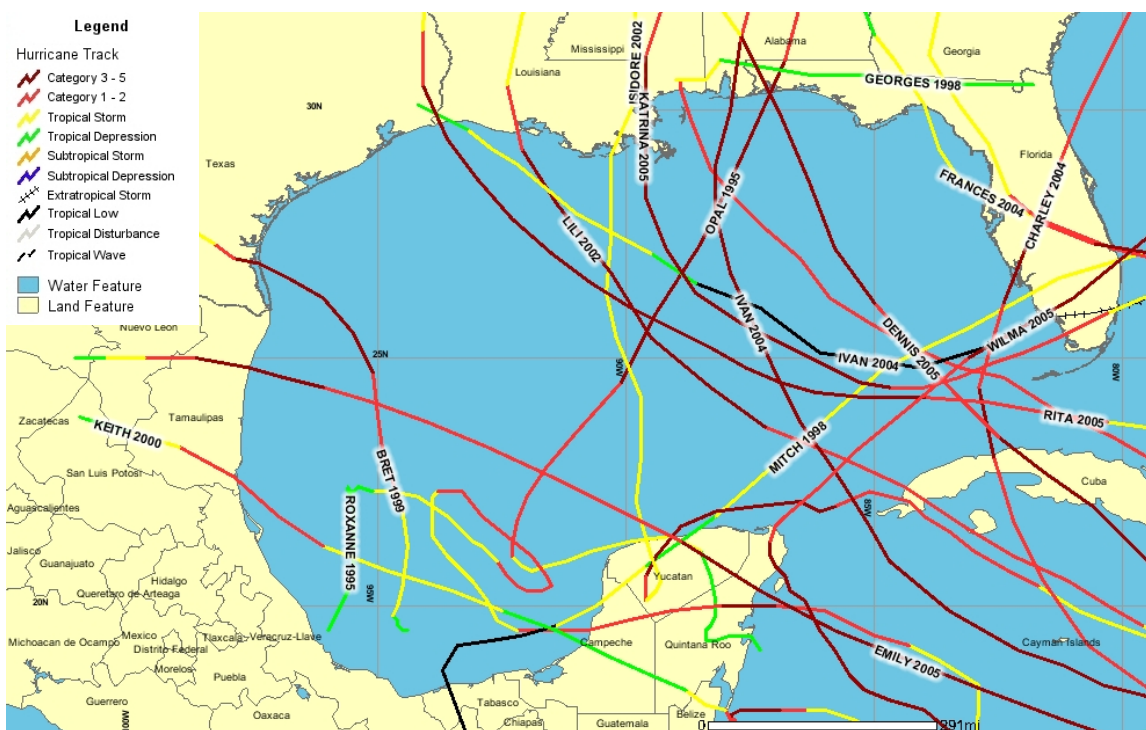 Legend
Hurricane Track
Category 3 - 5
Category 1 - 2
Tropical Storm
Tropical Depression
Subtropical Storm
Subtropical Depression
Extratropical Storm
Tropical Low
Tropical Disturbance
Tropical Wave
Water Feature
Land Feature
Mississippi
Alabama
Georgia
Louisiana
ISIDORE 2002
GEORGES 1998
30N
KATRINA 2005
Texas
Florida
OPAL 1995
FRANCES 2004
CHARLEY 2004
LILI 2002
IVAN 2004
WILMA 2005
Nuevo Leon
DENNIS 2005
25N
IVAN 2004
90W
80W
Zacatecas
Tamaulipas
RITA 2005
KEITH 2000
MITCH 1998
BRET 1999
San Luis Potosi
Cuba
Aguascalientes
ROXANNE 1995
85W
Jalisco
Guanajuato
Hidalgo
Yucatan
20N
Queretaro de Arteaga
95W
Michoacan de Ocampo
Mexico
Tlaxcala
Veracruz-Llave
Campeche
Quintana Roo
Cayman Islands
Distrito Federal
EMILY 2005
Morelos
Puebla
Guerrero
Tabasco
Oaxaca
Chiapas
Guatemala
Belize
0
291mi